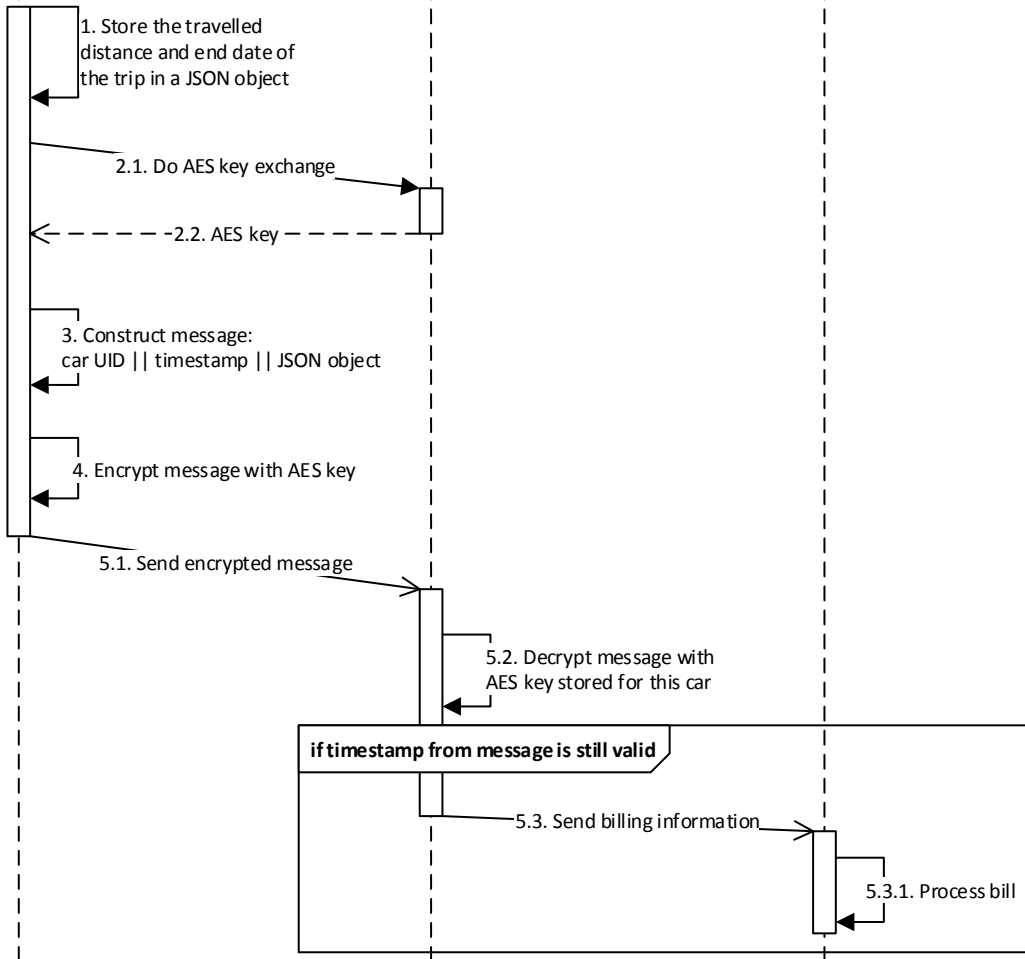 1. Store the travelled
distance and end date of
the trip in a JSON object
2.1. Do AES key exchange
2.2. AES key
3. Construct message:
car UID || timestamp || JSON object
4. Encrypt message with AES key
5.1. Send encrypted message
5.2. Decrypt message with
AES key stored for this car
if timestamp from message is still valid
5.3. Send billing information
5.3.1. Process bill